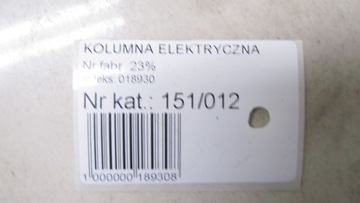 KOLUMNA ELEKTRYCZNA
Nr fabr. 23%
Indeks: 018930
Nr kat.: 151/012
1 000000 189308